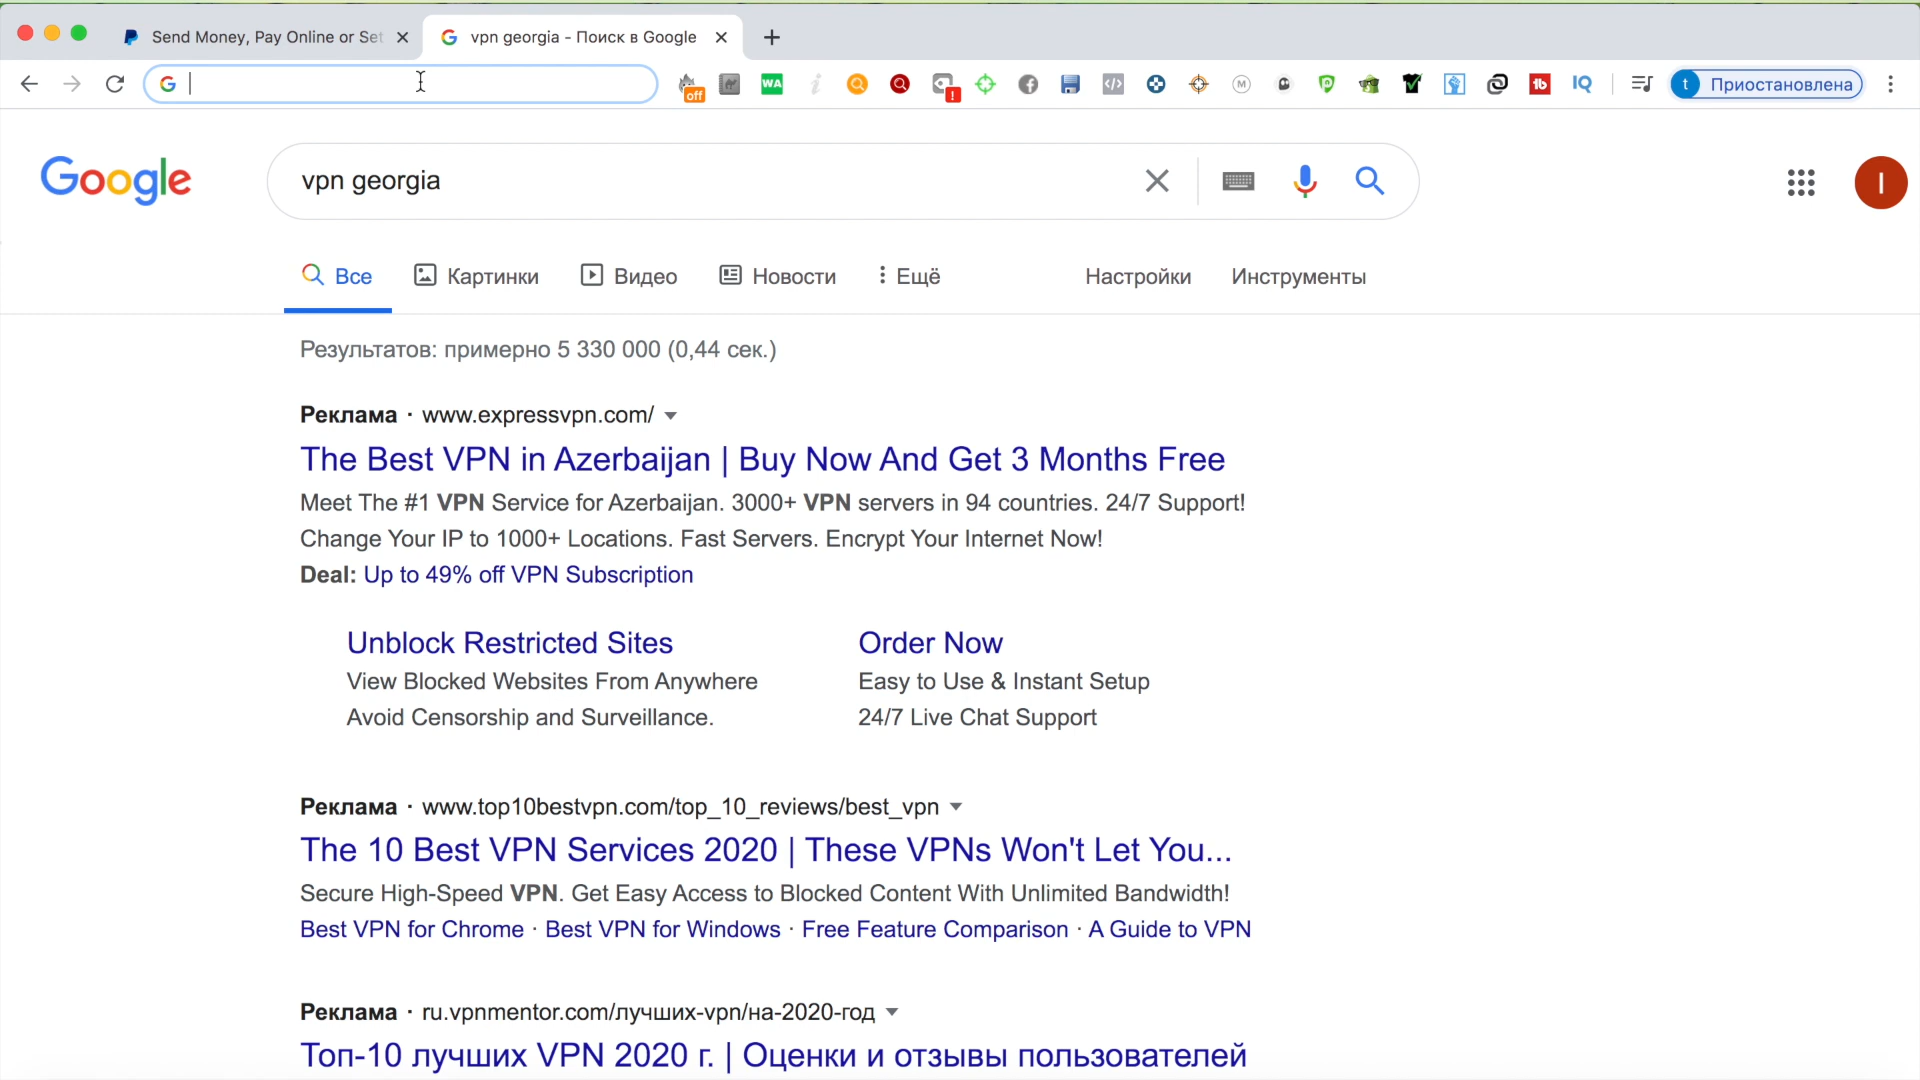 Send Money, Pay Online or Set
vpn georgia - Поиск в Google
off
WA
M
IQ
t Приостановлена
Google
vpn georgia
I
Все
Картинки
Видео
Новости
Ещё
Настройки
Инструменты
Результатов: примерно 5 330 000 (0,44 сек.)
Реклама · www.expressvpn.com/
The Best VPN in Azerbaijan | Buy Now And Get 3 Months Free
Meet The #1 VPN Service for Azerbaijan. 3000+ VPN servers in 94 countries. 24/7 Support!
Change Your IP to 1000+ Locations. Fast Servers. Encrypt Your Internet Now!
Deal: Up to 49% off VPN Subscription
Unblock Restricted Sites
View Blocked Websites From Anywhere
Avoid Censorship and Surveillance.
Order Now
Easy to Use & Instant Setup
24/7 Live Chat Support
Реклама · www.top10bestvpn.com/top_10_reviews/best_vpn
The 10 Best VPN Services 2020 | These VPNs Won't Let You...
Secure High-Speed VPN. Get Easy Access to Blocked Content With Unlimited Bandwidth!
Best VPN for Chrome · Best VPN for Windows · Free Feature Comparison · A Guide to VPN
Реклама · ru.vpnmentor.com/лучших-vpn/на-2020-год
Топ-10 лучших VPN 2020 г. | Оценки и отзывы пользователей